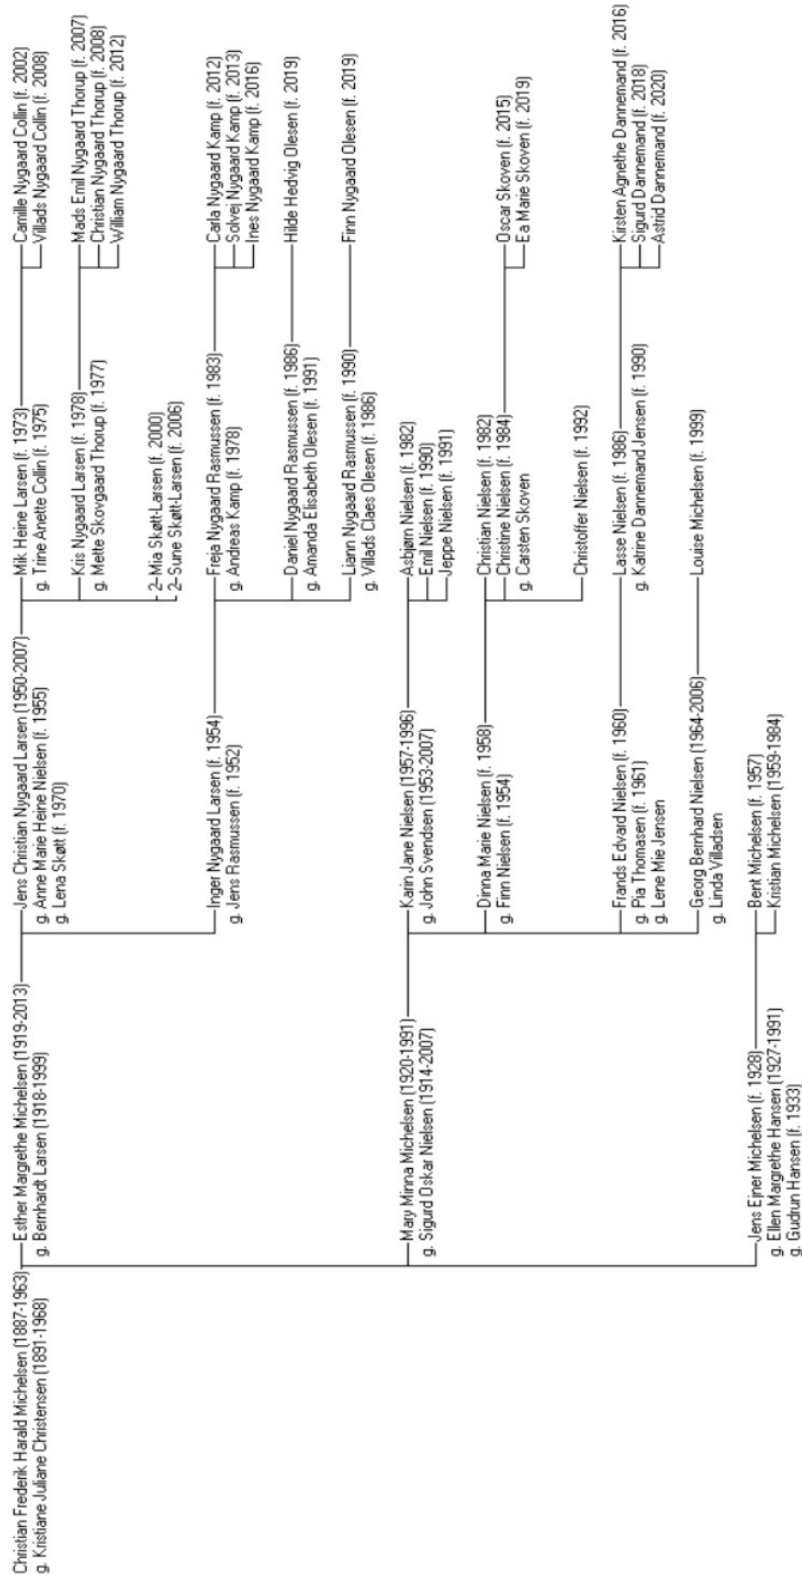 Christian Frederik Harald Michelsen (1887-1963)
g. Kristiane Juliane Christensen (1891-1968)
Esther Margrethe Michelsen (1919-2013)
g. Bernhardt Larsen (1918-1999)
Jens Christian Nygaard Larsen (1950-2007)
g. Anne Marie Heine Nielsen (f. 1955)
g. Lena Skøtt (f. 1970)
Mik Heine Larsen (f. 1973)
g. Trine Anette Collin (f. 1975)
Camille Nygaard Collin (f. 2002)
Villads Nygaard Collin (f. 2008)
Kris Nygaard Larsen (f. 1978)
g. Mette Skovgaard Thorup (f. 1977)
Mads Emil Nygaard Thorup (f. 2007)
Christian Nygaard Thorup (f. 2008)
William Nygaard Thorup (f. 2012)
2-Mia Skøtt-Larsen (f. 2000)
2-Sune Skøtt-Larsen (f. 2006)
Inger Nygaard Larsen (f. 1954)
g. Jens Rasmussen (f. 1952)
Freja Nygaard Rasmussen (f. 1983)
g. Andreas Kamp (f. 1978)
Carla Nygaard Kamp (f. 2012)
Solvej Nygaard Kamp (f. 2013)
Ines Nygaard Kamp (f. 2016)
Daniel Nygaard Rasmussen (f. 1986)
g. Amanda Elisabeth Olesen (f. 1991)
Hilde Hedvig Olesen (f. 2019)
Liann Nygaard Rasmussen (f. 1990)
g. Villads Claes Olesen (f. 1986)
Finn Nygaard Olesen (f. 2019)
Mary Minna Michelsen (1920-1991)
g. Sigurd Oskar Nielsen (1914-2007)
Karin Jane Nielsen (1957-1996)
g. John Svendsen (1953-2007)
Asbjørn Nielsen (f. 1982)
Emil Nielsen (f. 1990)
Jeppe Nielsen (f. 1991)
Dinna Marie Nielsen (f. 1958)
g. Finn Nielsen (f. 1954)
Christian Nielsen (f. 1982)
Christine Nielsen (f. 1984)
g. Carsten Skoven
Oscar Skoven (f. 2015)
Ea Marie Skoven (f. 2019)
Christoffer Nielsen (f. 1992)
Frands Edvard Nielsen (f. 1960)
g. Pia Thomasen (f. 1961)
g. Lene Mie Jensen
Lasse Nielsen (f. 1986)
g. Katrine Dannemand Jensen (f. 1990)
Kirsten Agnethe Dannemand (f. 2016)
Sigurd Dannemand (f. 2018)
Astrid Dannemand (f. 2020)
Georg Bernhard Nielsen (1964-2006)
g. Linda Villadsen
Louise Michelsen (f. 1999)
Jens Ejner Michelsen (f. 1928)
g. Ellen Margrethe Hansen (1927-1991)
g. Gudrun Hansen (f. 1933)
Bent Michelsen (f. 1957)
Kristian Michelsen (1959-1984)